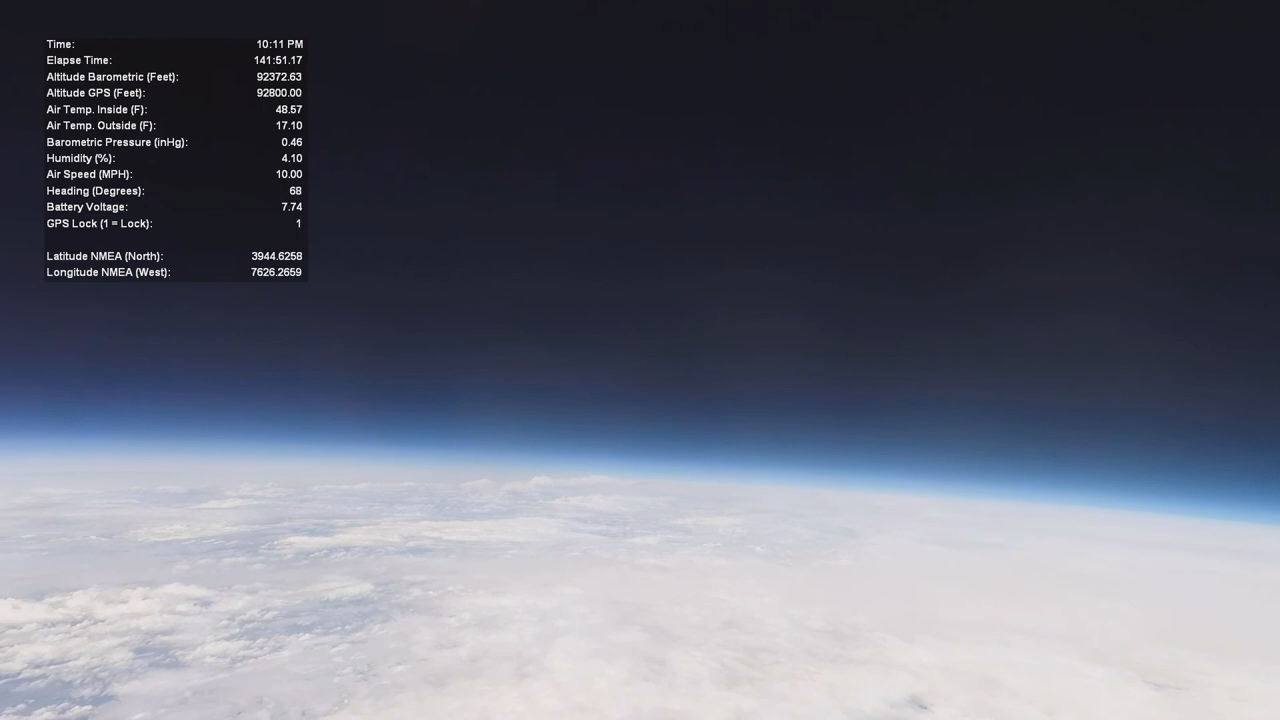 Time: 10:11 PM
Elapse Time: 141:51.17
Altitude Barometric (Feet): 92372.63
Altitude GPS (Feet): 92800.00
Air Temp. Inside (F): 48.57
Air Temp. Outside (F): 17.10
Barometric Pressure (inHg): 0.46
Humidity (%): 4.10
Air Speed (MPH): 10.00
Heading (Degrees): 68
Battery Voltage: 7.74
GPS Lock (1 = Lock): 1
Latitude NMEA (North): 3944.6258
Longitude NMEA (West): 7626.2659